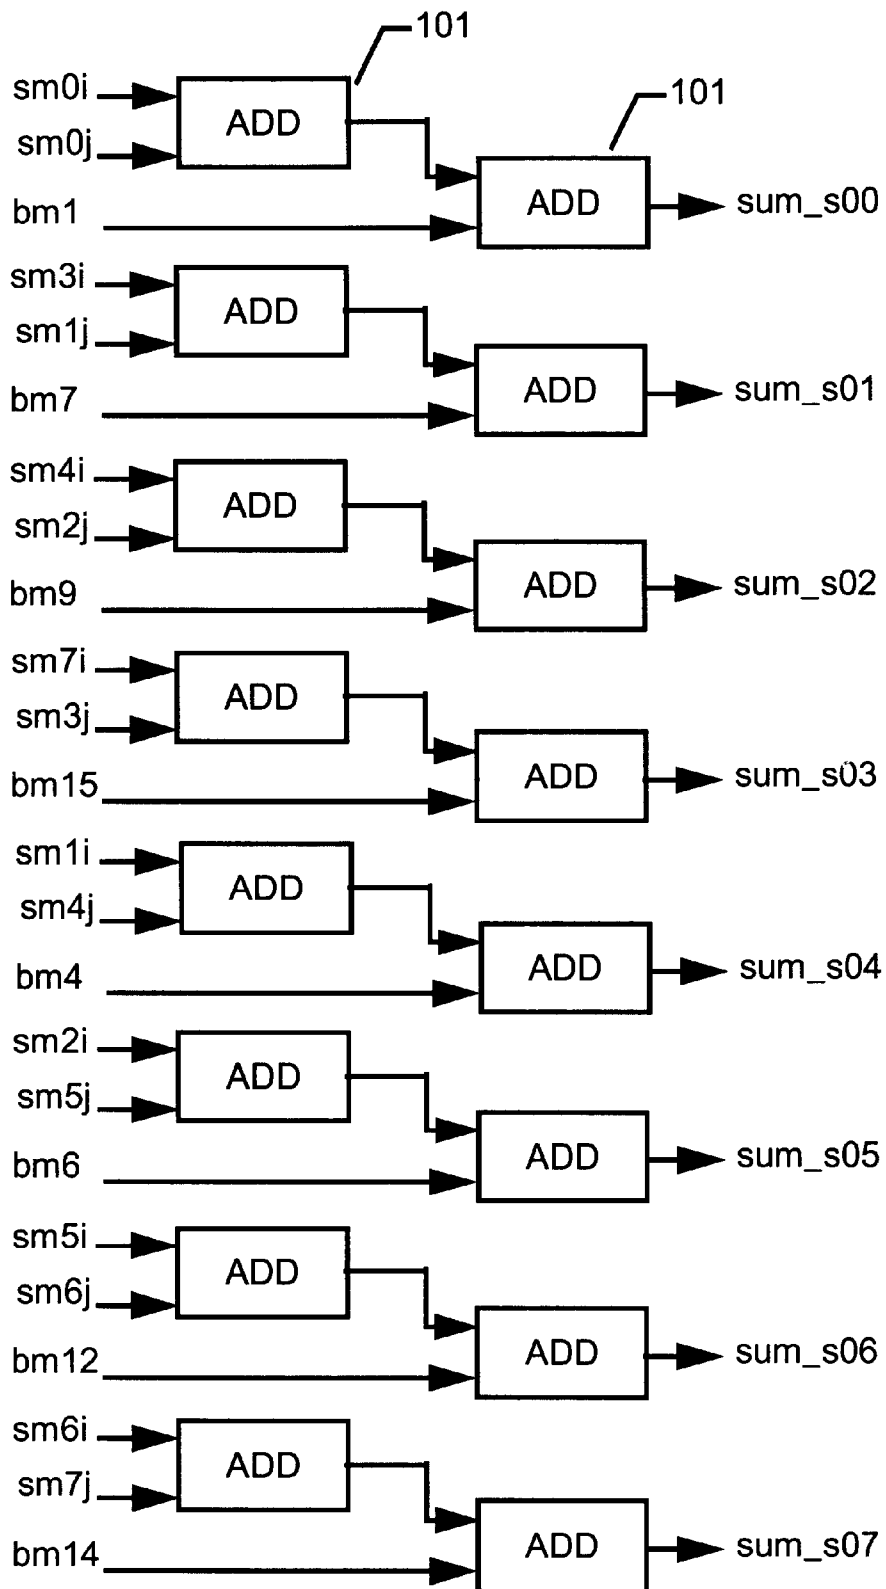 101
sm0i
ADD
101
sm0j
ADD
sum_s00
bm1
sm3i
ADD
sm1j
ADD
sum_s01
bm7
sm4i
ADD
sm2j
ADD
sum_s02
bm9
sm7i
ADD
sm3j
ADD
sum_s03
bm15
sm1i
ADD
sm4j
ADD
sum_s04
bm4
sm2i
ADD
sm5j
ADD
sum_s05
bm6
sm5i
ADD
sm6j
ADD
sum_s06
bm12
sm6i
ADD
sm7j
ADD
sum_s07
bm14